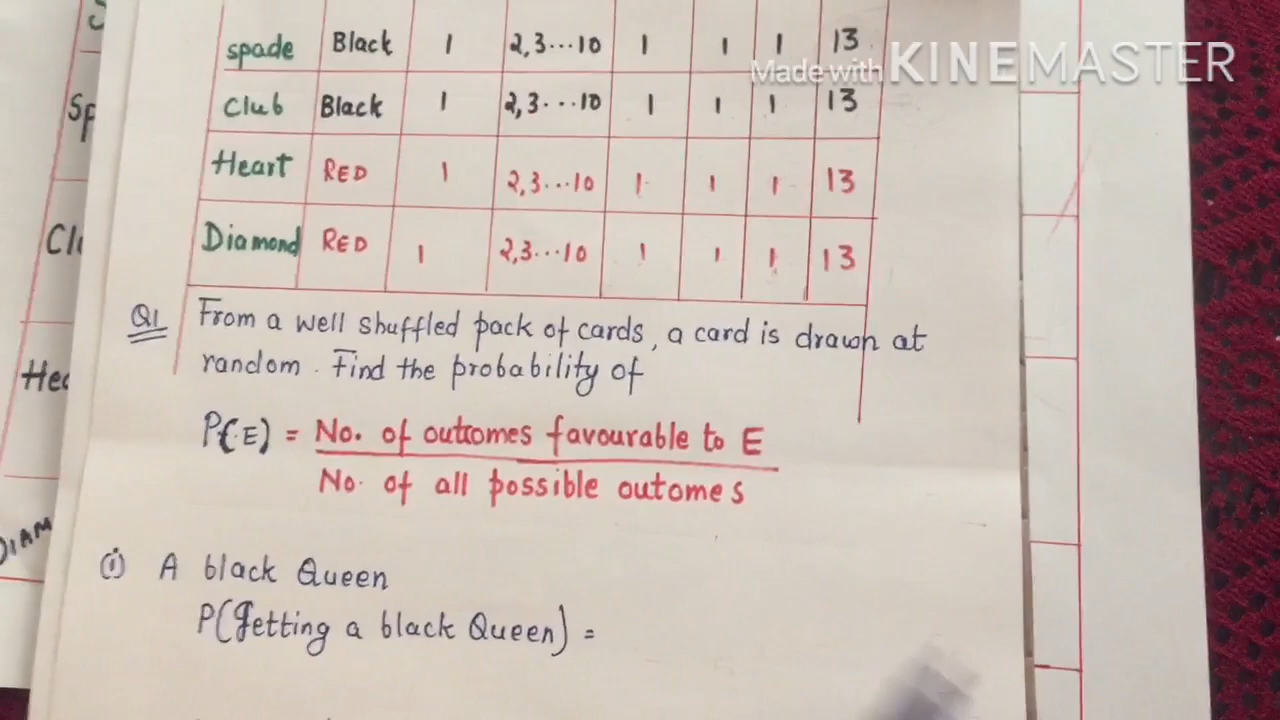 spade Black 1 2,3...10 1 1 1 13
Made with KINEMASTER
Club Black 1 2,3...10 1 1 1 13
Heart RED 1 2,3...10 1 1 1 13
Diamond RED 1 2,3...10 1 1 1 13
Sp
Hea
DIAM
Q1 From a well shuffled pack of cards, a card is drawn at
random. Find the probability of
P(E) = No. of outcomes favourable to E
No. of all possible outomes
(i) A black Queen
P(getting a black Queen) =